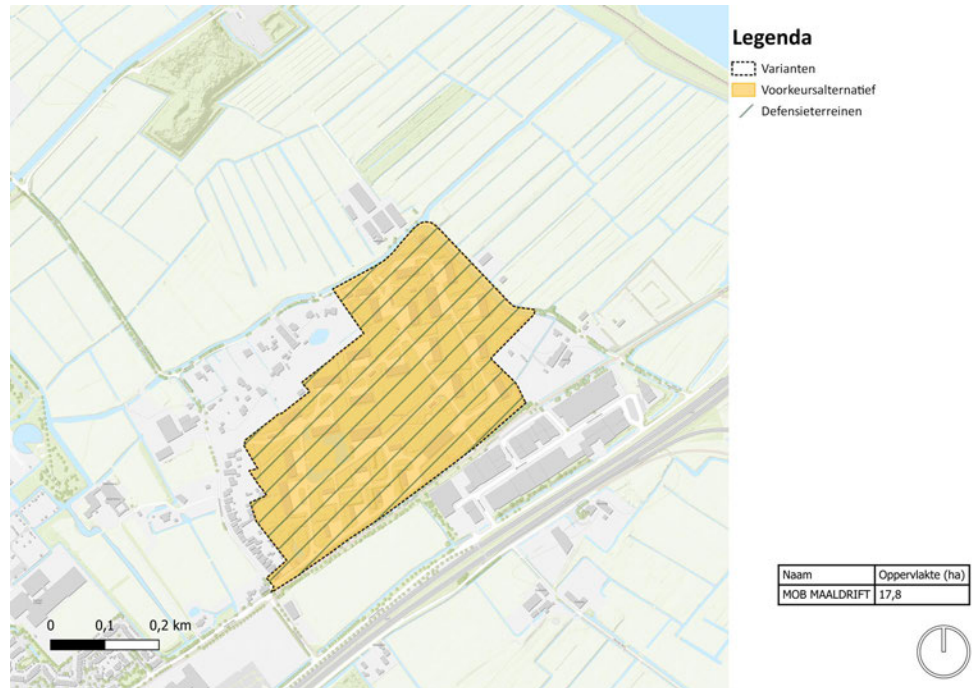 Legenda
Varianten
Voorkeursalternatief
Defensieterreinen
Naam Oppervlakte (ha)
MOB MAALDRIFT 17,8
0 0,1 0,2 km